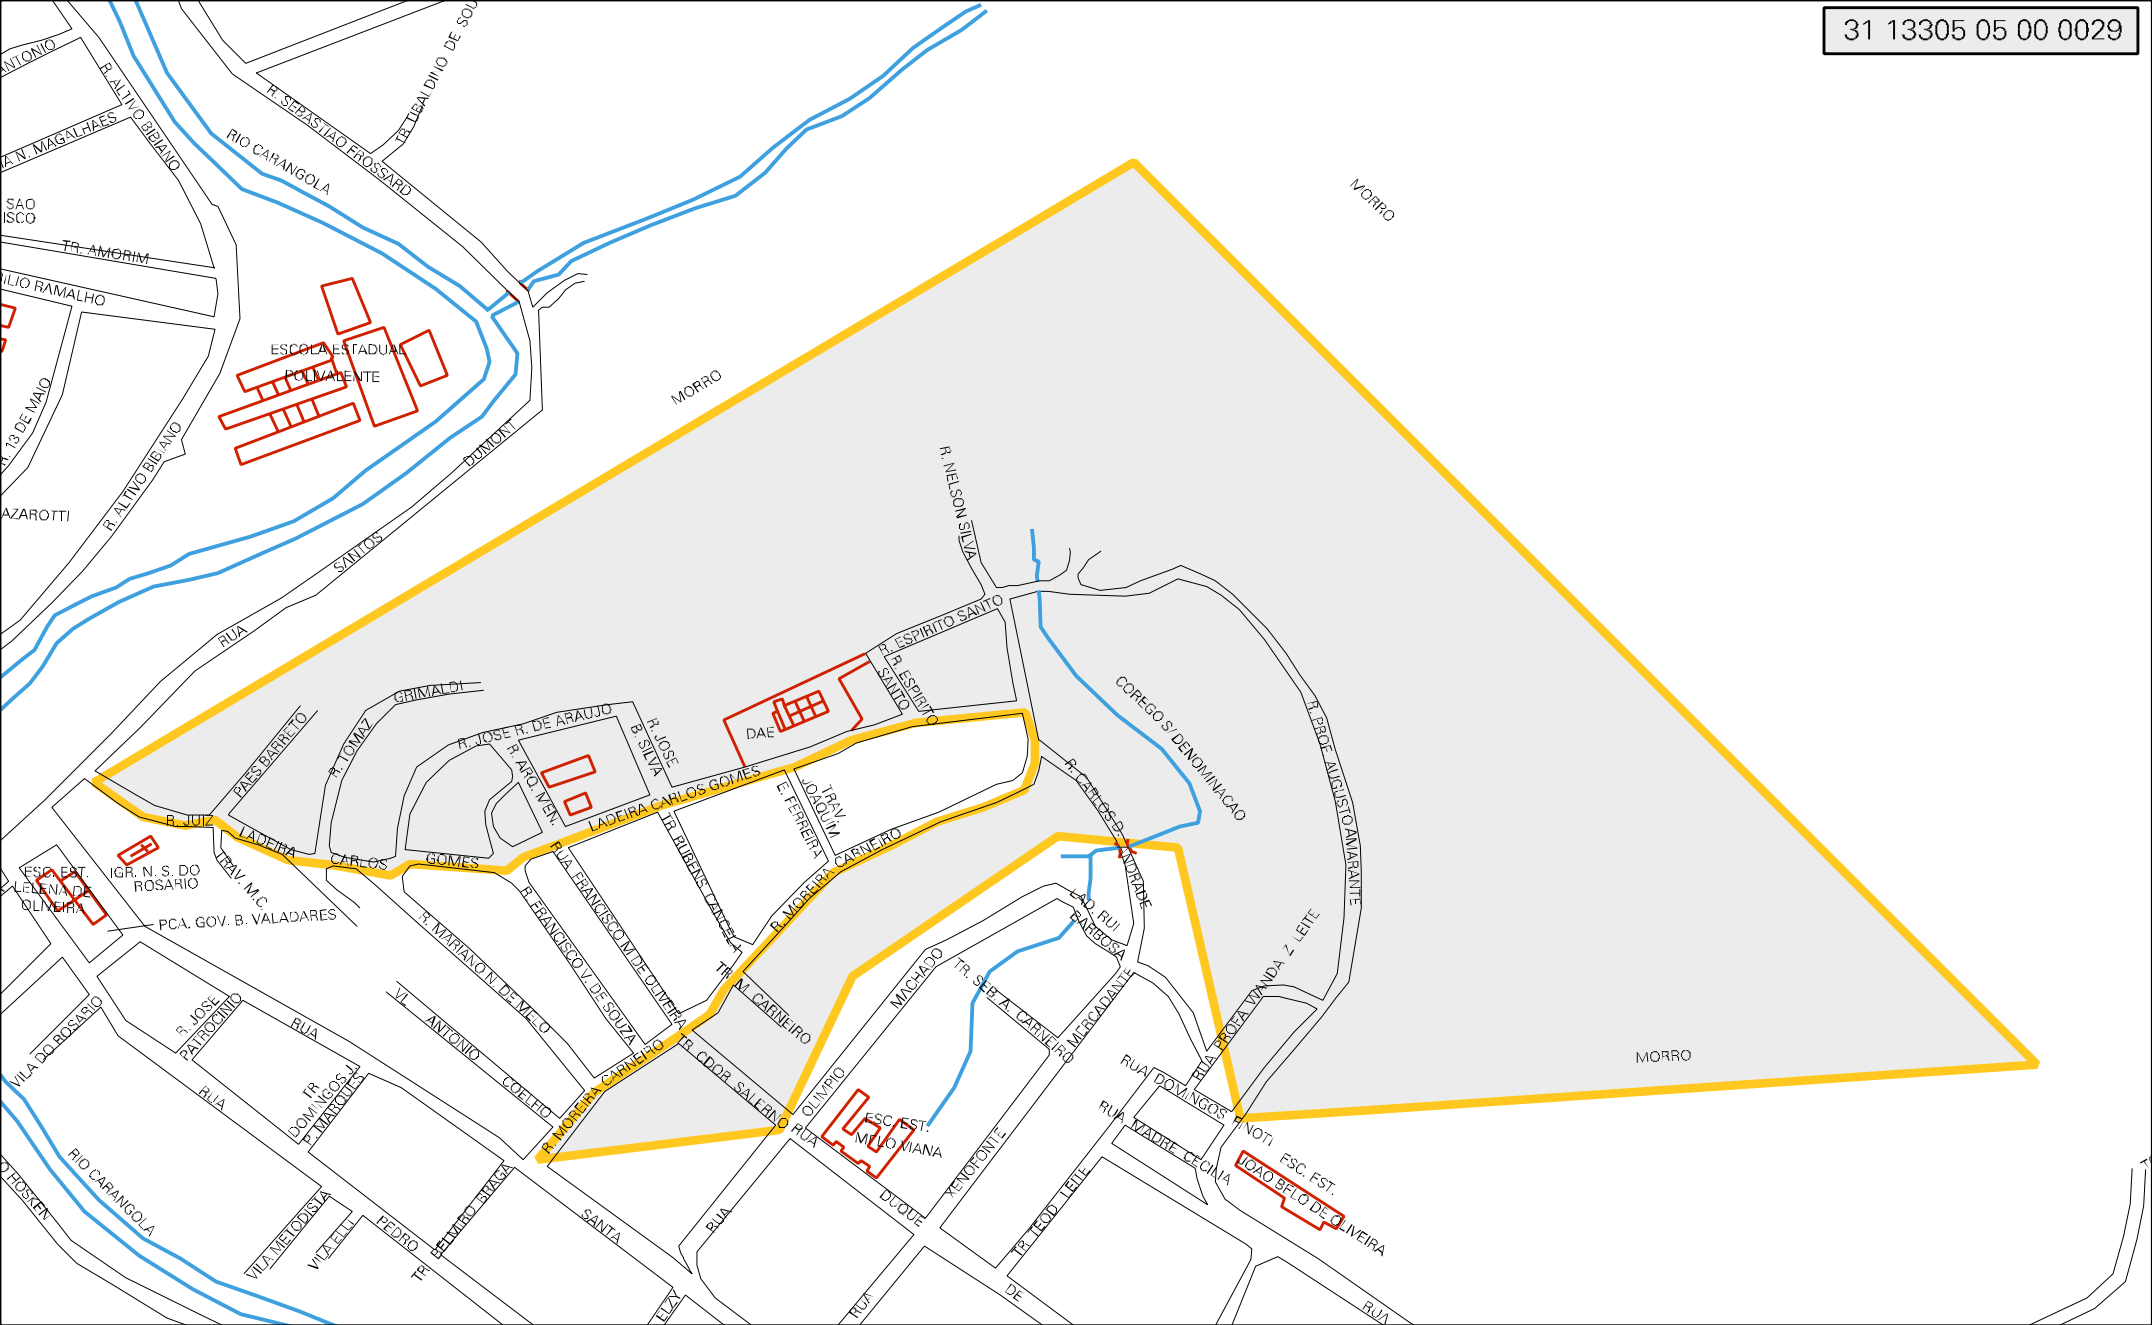 31 13305 05 00 0029
ANTONIO
R. ALTIVO BIBIANO
N. MAGALHAES
SAO
ISCO
TR. AMORIM
RAMALHO
R. 13 DE MAIO
AZAROTTI
R. ALTIVO BIBIANO
RIO CARANGOLA
R. SEBASTIAO FROSSARD
TR. UBALDINO DE SOU
ESCOLA ESTADUAL
POLIVALENTE
RUA
SANTOS
DUMONT
MORRO
MORRO
MORRO
R. NELSON SILVA
R. ESPIRITO SANTO
R. ESPIRITO
SANTO
COREGO S/ DENOMINACAO
R. PROF. AUGUSTO AMARANTE
R. CARLOS D. ANDRADE
PAES BARRETO
R. TOMAZ
GRIMALDI
R. JOSE R. DE ARAUJO
R. ARQ. MEN.
R. JOSE
B. SILVA
DAE
LADEIRA CARLOS GOMES
R. JUIZ
LADEIRA
CARLOS
GOMES
TRAV. M.C.
ESC. EST.
LELENA DE
OLIVEIRA
IGR. N. S. DO
ROSARIO
PCA. GOV. B. VALADARES
R. MARIANO N. DE MELO
R. FRANCISCO V. DE SOUZA
RUA FRANCISCO M DE OLIVEIRA
TR. RUBENS CANCELA
E. FERREIRA
TRAV.
JOAQUIM
R. MOREIRA
CARNEIRO
TR. M. CARNEIRO
TR. CDOR. SALERNO
R. MOREIRA CARNEIRO
VL.
ANTONIO
COELHO
VILA DO ROSARIO
R. JOSE
PATROCINIO
RUA
RUA
TR.
DOMINGOS J.
P. MARQUES
LAD. RUI
BARBOSA
MACHADO
OLIMPIO
RUA
TR. SEB. A. CARNEIRO
MERCADANTE
XENOFONTE
RUA
RUA PROFA WANDA Z LEITE
RUA DOMINGOS
PINOTI
RUA MADRE CECILIA
ESC. EST.
JOAO BELO DE OLIVEIRA
ESC. EST.
MELO VIANA
RUA
DUQUE
DE
RUA
TR. TEOD. LEITE
RIO CARANGOLA
HOSKEN
VILA METODISTA
VILA ELLI
PEDRO
TR. BELMIRO BRAGA
SANTA
ELZY